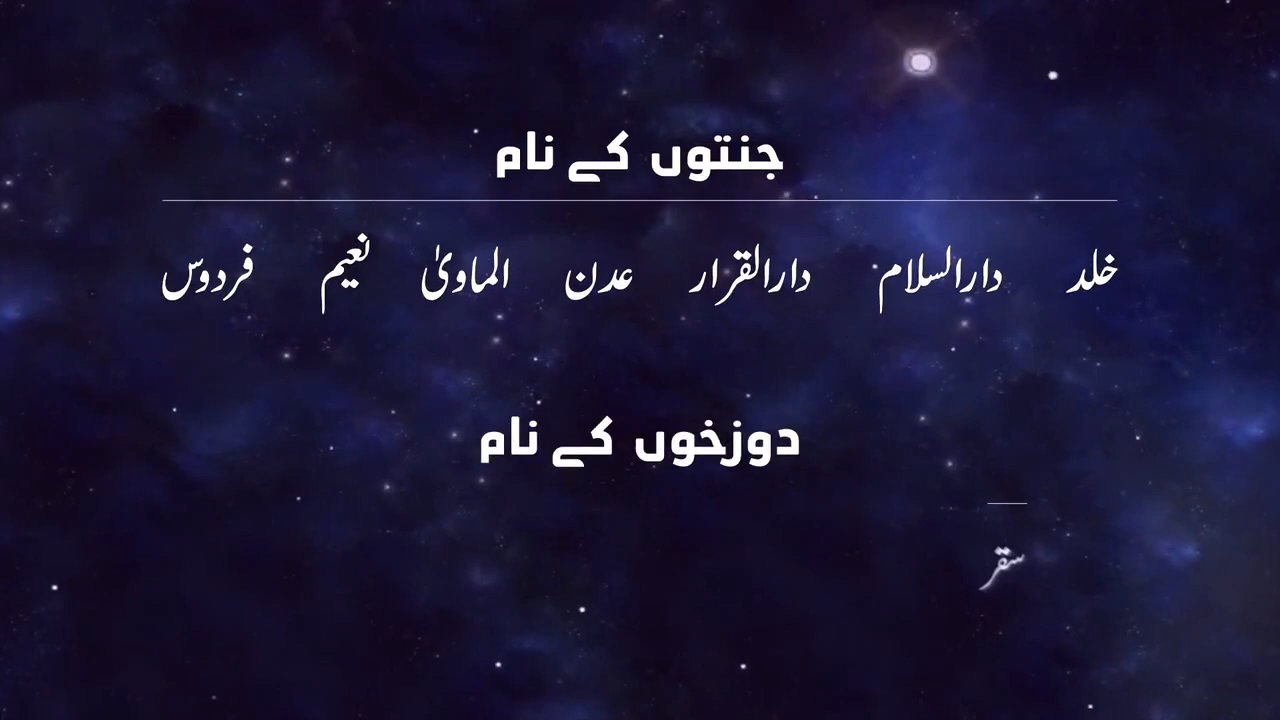 جنتوں کے نام
خلد دارالسلام دارالقرار عدن الماویٰ نعیم فردوس
دوزخوں کے نام
سقر